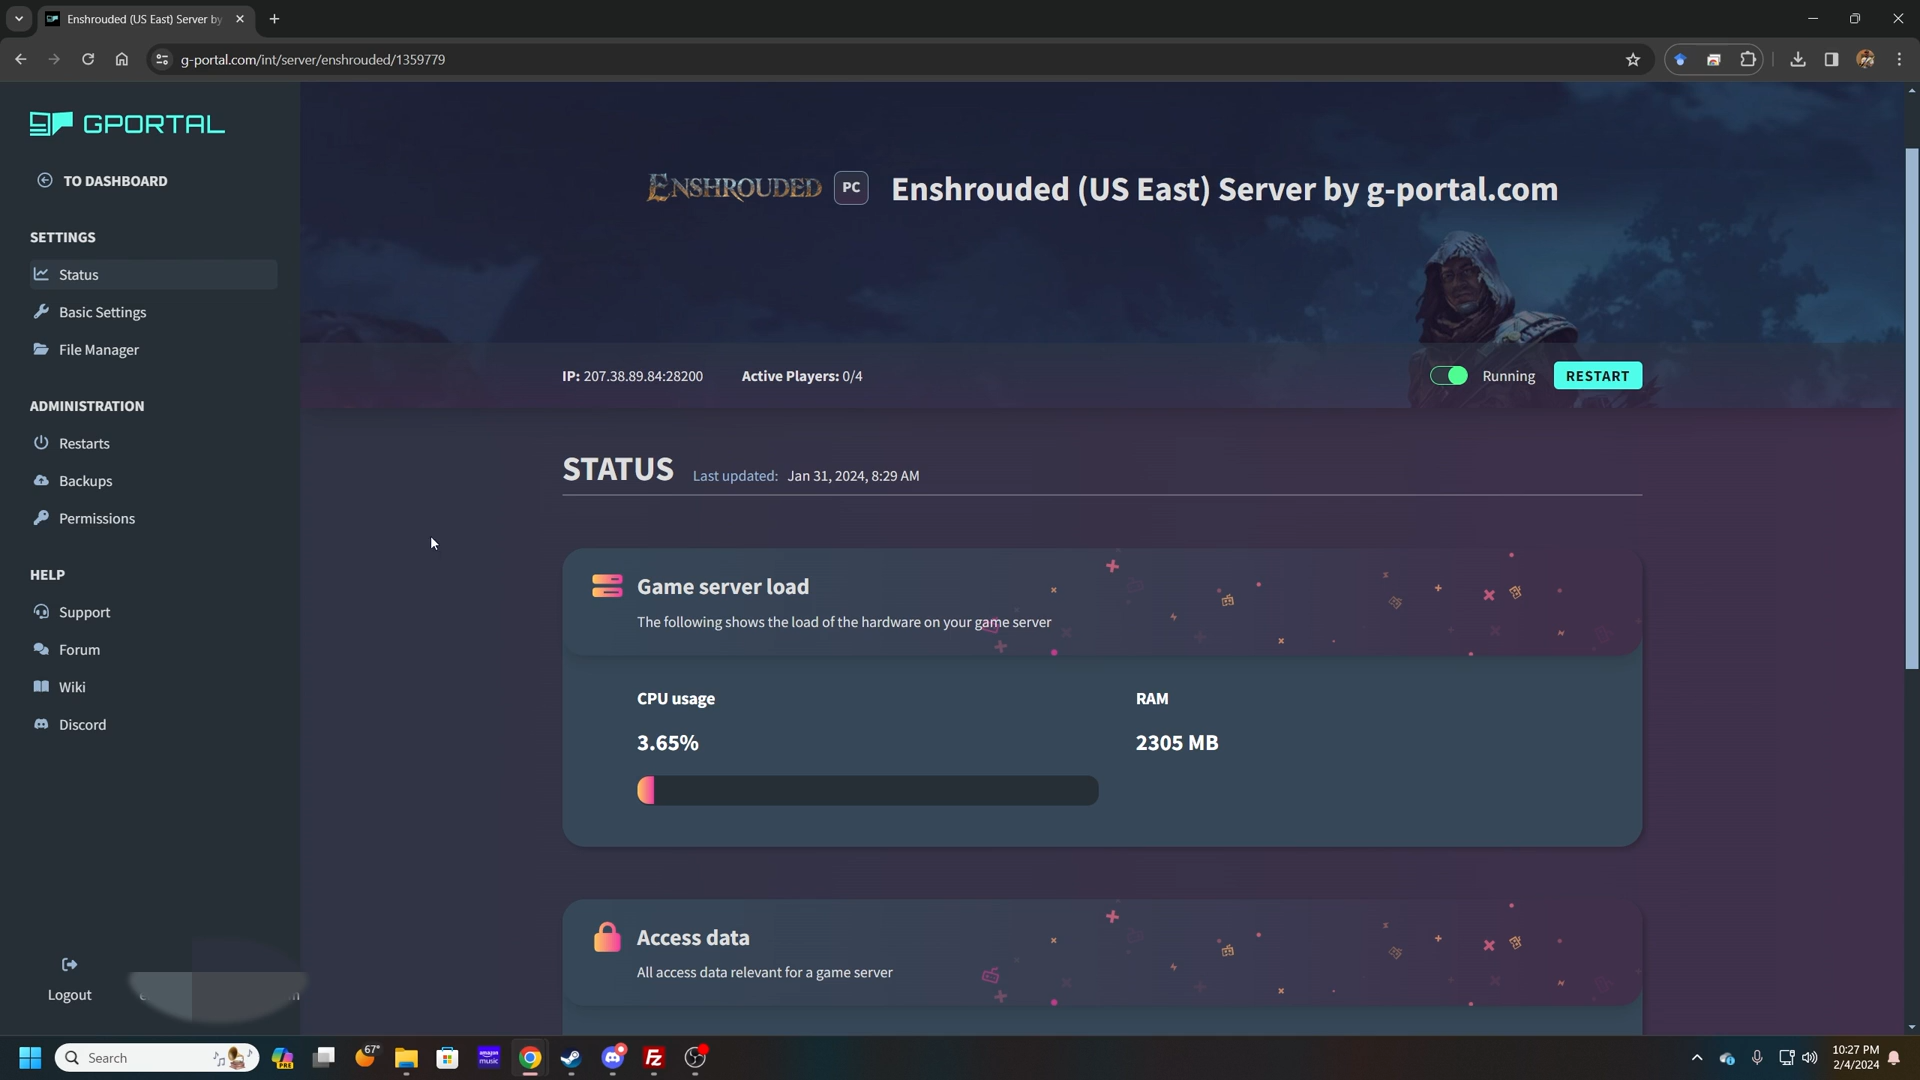 Enshrouded (US East) Server by
g-portal.com/int/server/enshrouded/1359779
GPORTAL
TO DASHBOARD
SETTINGS
Status
Basic Settings
File Manager
ADMINISTRATION
Restarts
Backups
Permissions
HELP
Support
Forum
Wiki
Discord
Logout
ENSHROUDED PC Enshrouded (US East) Server by g-portal.com
IP: 207.38.89.84:28200 Active Players: 0/4 Running RESTART
STATUS Last updated: Jan 31, 2024, 8:29 AM
Game server load
The following shows the load of the hardware on your game server
CPU usage RAM
3.65% 2305 MB
Access data
All access data relevant for a game server
Search
PRE
67°
amazon music
FZ
10:27 PM
2/4/2024